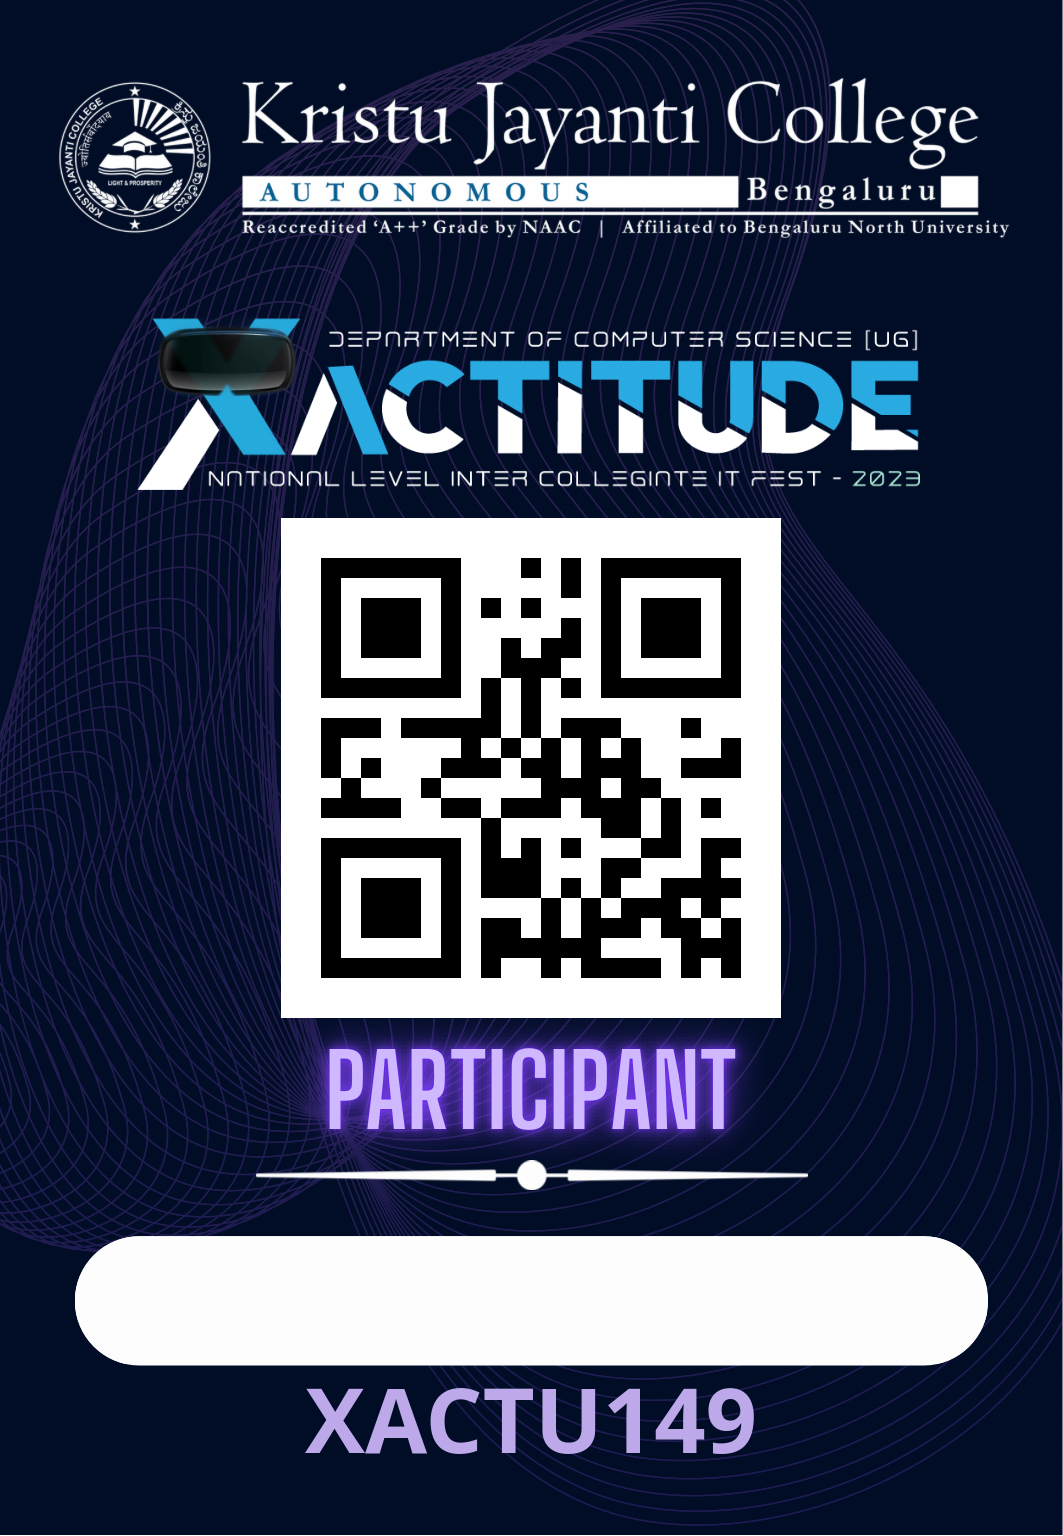 KRISTU JAYANTI COLLEGE
LIGHT & PROSPERITY
Kristu Jayanti College
AUTONOMOUS Bengaluru
Reaccredited ‘A++’ Grade by NAAC | Affiliated to Bengaluru North University
DEPARTMENT OF COMPUTER SCIENCE [UG]
XACTITUDE
NATIONAL LEVEL INTER COLLEGIATE IT FEST - 2023
PARTICIPANT
XACTU149